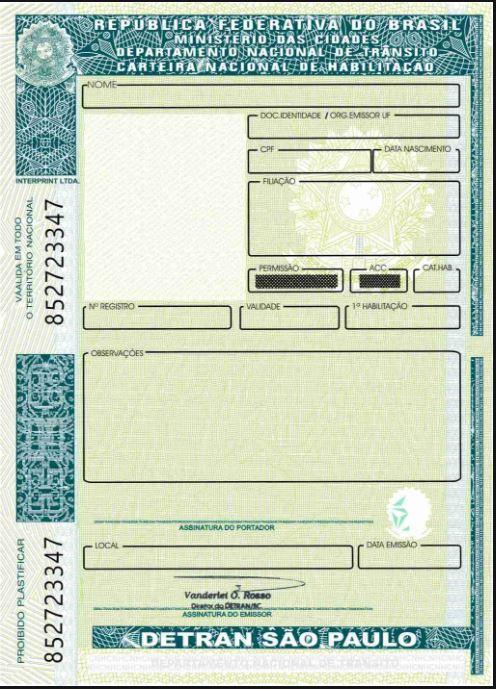 REPÚBLICA FEDERATIVA DO BRASIL
MINISTÉRIO DAS CIDADES
DEPARTAMENTO NACIONAL DE TRÂNSITO
CARTEIRA NACIONAL DE HABILITAÇÃO
NOME
DOC.IDENTIDADE / ORG.EMISSOR UF
CPF
DATA NASCIMENTO
FILIAÇÃO
INTERPRINT LTDA.
VÁALIDA EM TODO
O TERRITÓRIO NACIONAL
852723347
PERMISSÃO
ACC
CAT.HAB.
Nº REGISTRO
VALIDADE
1ª HABILITAÇÃO
OBSERVAÇÕES
ASSINATURA DO PORTADOR
PROIBIDO PLASTIFICAR
852723347
LOCAL
DATA EMISSÃO
Vanderlei O. Rosso
Diretor do DETRAN/SC
ASSINATURA DO EMISSOR
DETRAN SÃO PAULO
DEPARTAMENTO NACIONAL DE TRÂNSITO